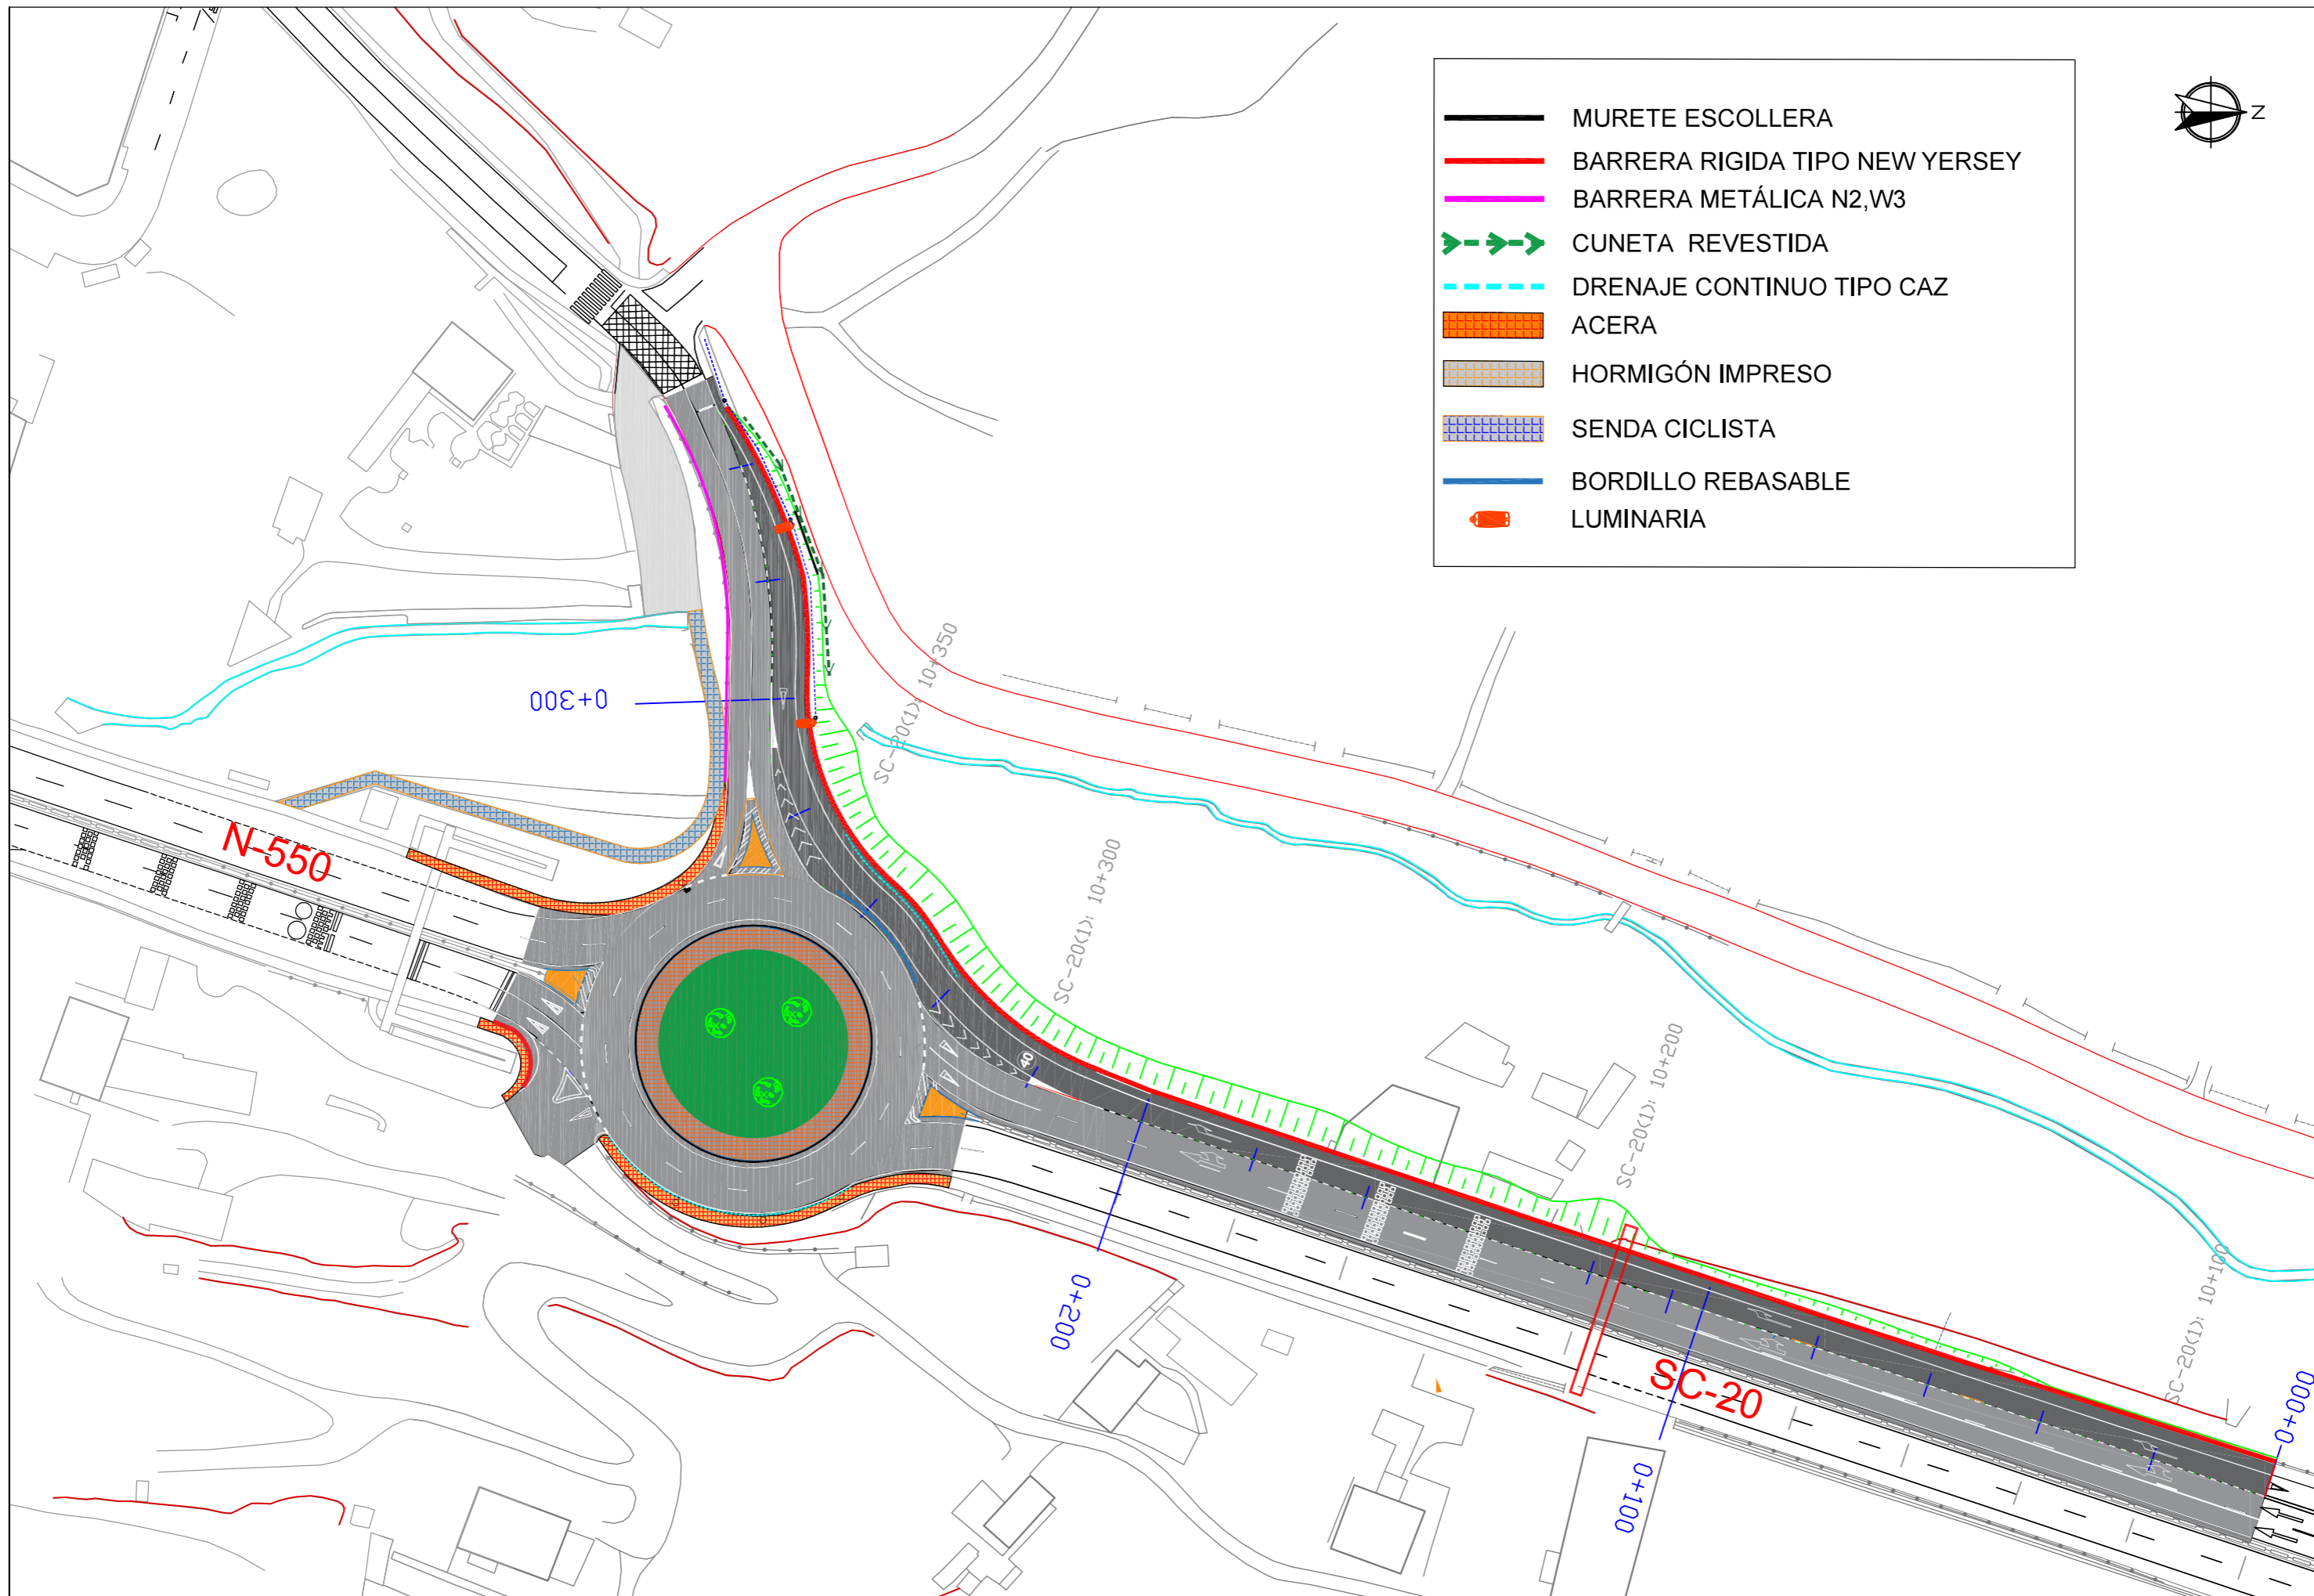 MURETE ESCOLLERA
BARRERA RIGIDA TIPO NEW YERSEY
BARRERA METÁLICA N2,W3
CUNETA REVESTIDA
DRENAJE CONTINUO TIPO CAZ
ACERA
HORMIGÓN IMPRESO
SENDA CICLISTA
BORDILLO REBASABLE
LUMINARIA
N
SC-20(1): 10+350
0+300
N-550
SC-20(1): 10+300
40
SC-20(1): 10+200
0+200
SC-20(1): 10+100
SC-20
0+000
0+100